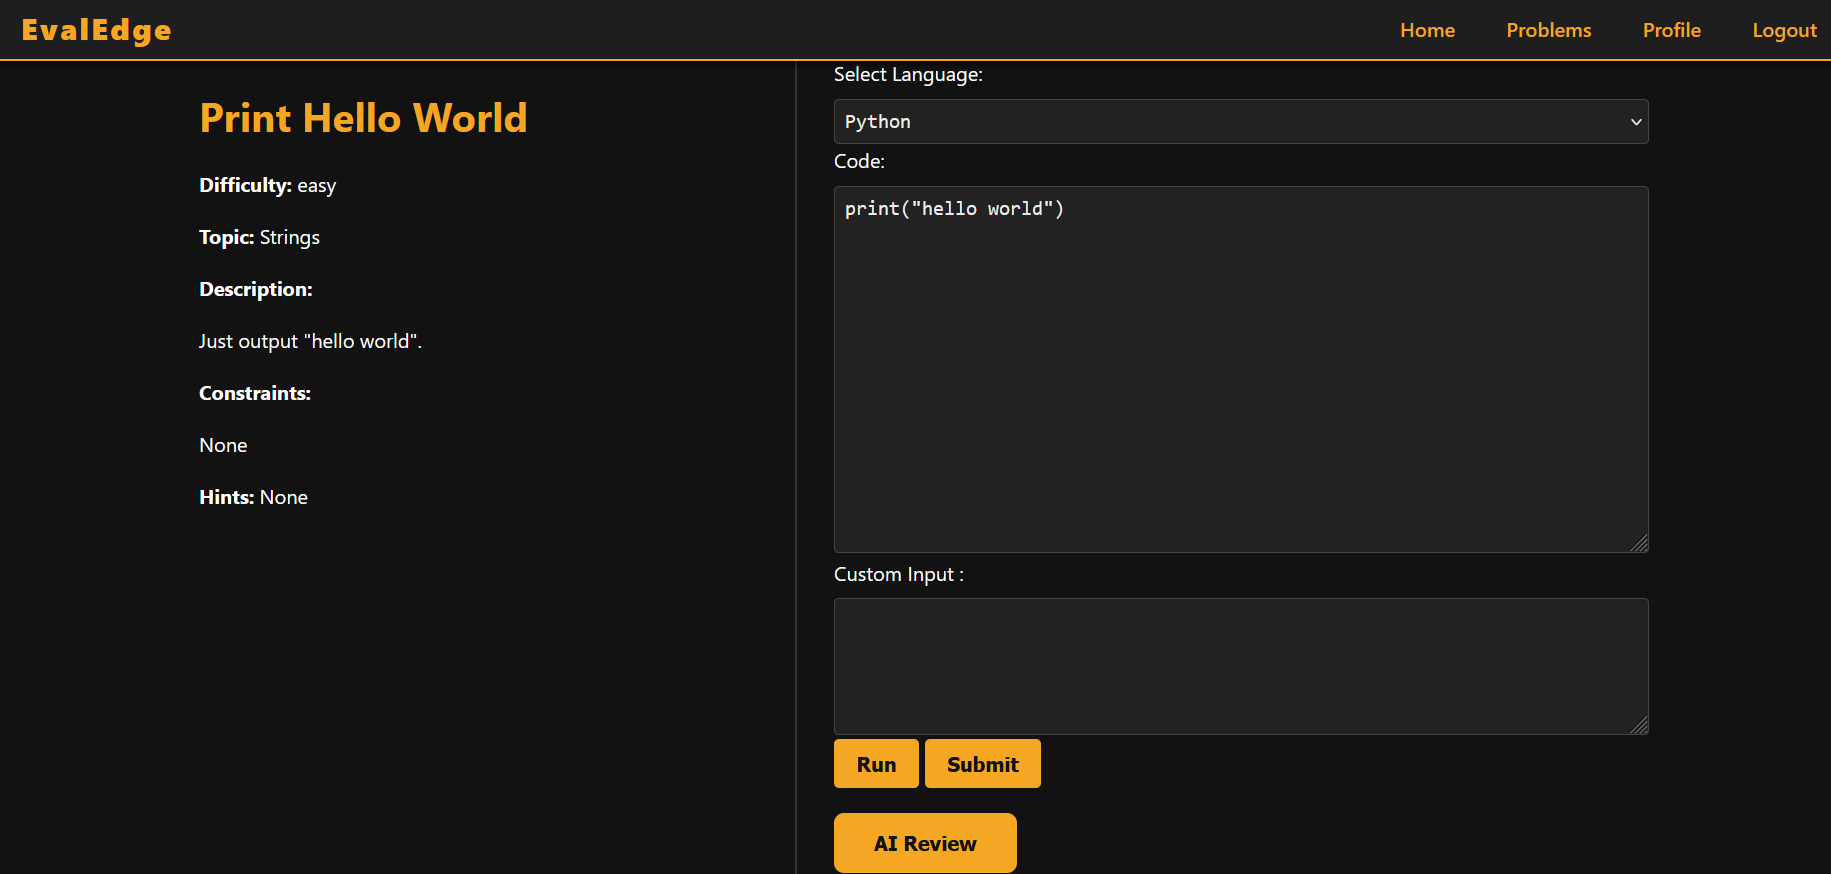 EvalEdge
Home Problems Profile Logout
Print Hello World
Difficulty: easy
Topic: Strings
Description:
Just output "hello world".
Constraints:
None
Hints: None
Select Language:
Python
Code:
print("hello world")
Custom Input :
Run Submit
AI Review